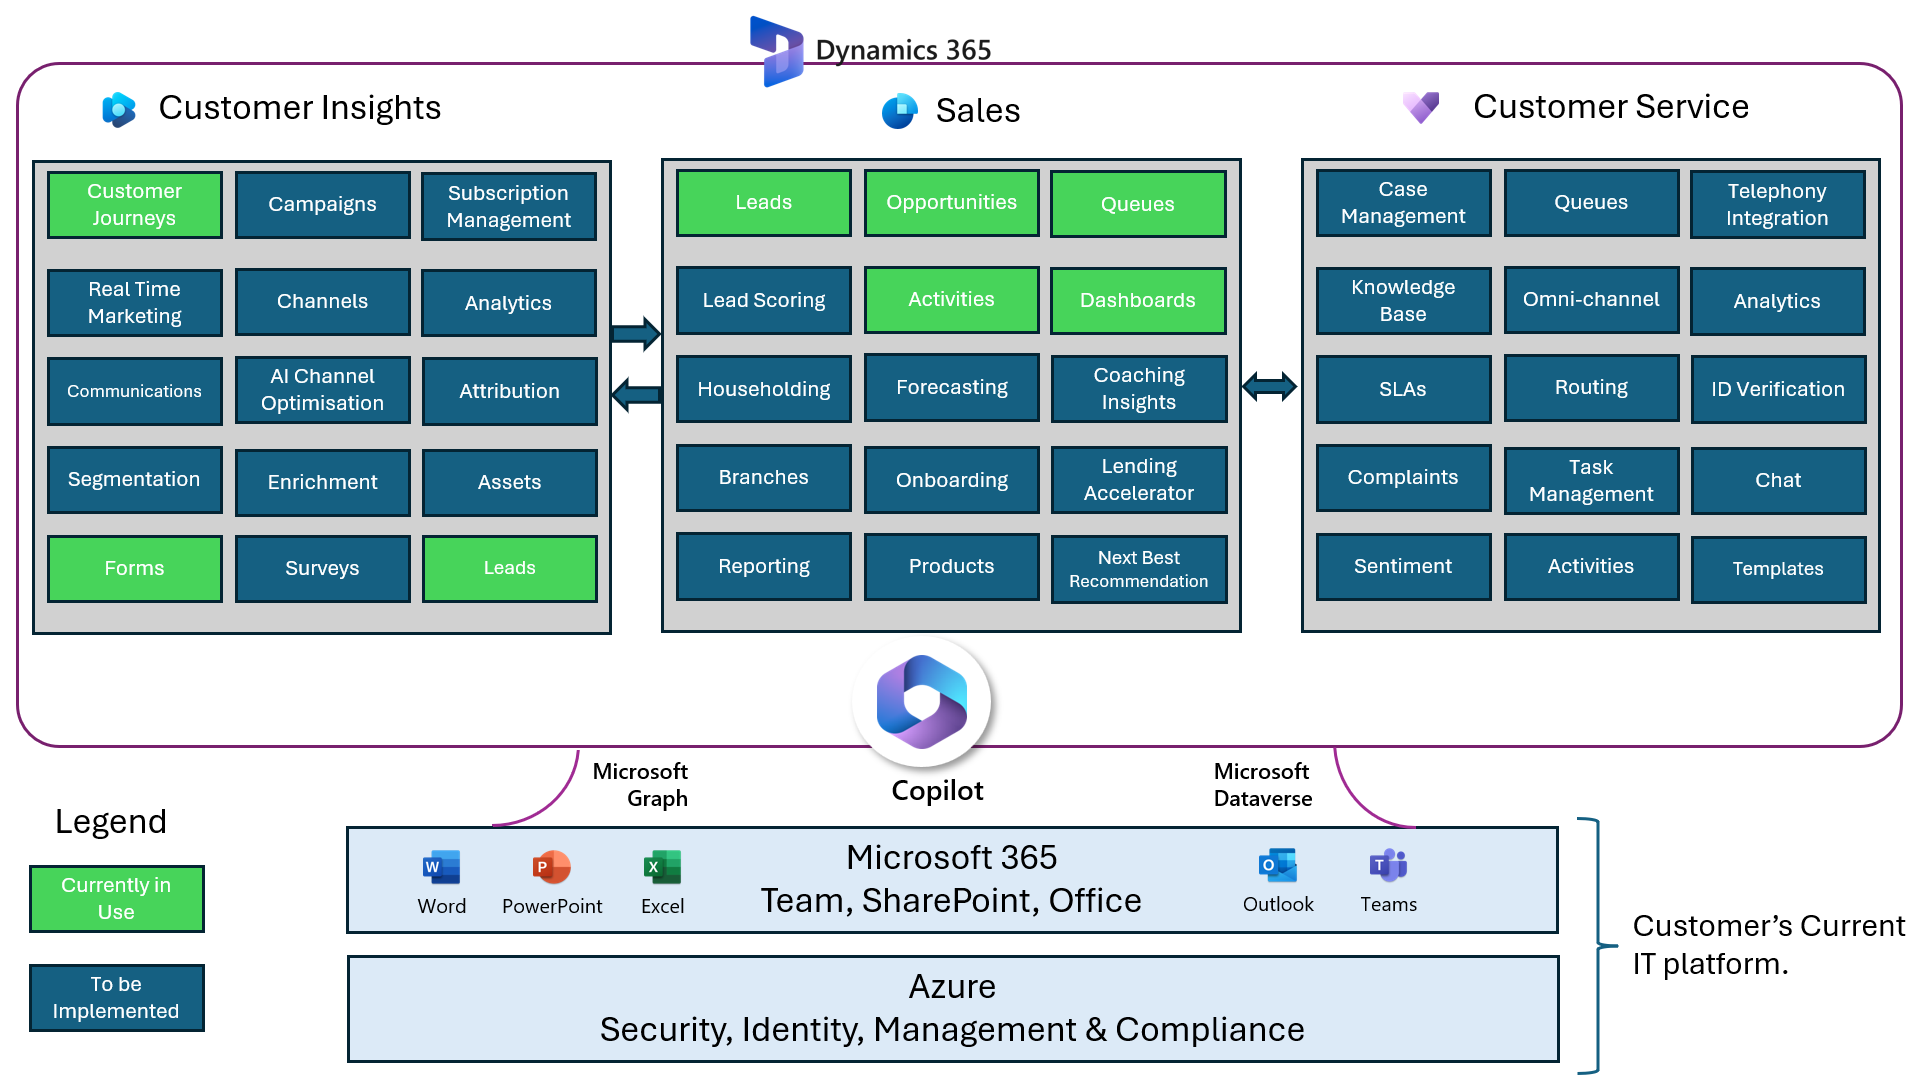 Dynamics 365
Customer Insights
Customer
Journeys
Campaigns
Subscription
Management
Real Time
Marketing
Channels
Analytics
Communications
AI Channel
Optimisation
Attribution
Segmentation
Enrichment
Assets
Forms
Surveys
Leads
Sales
Leads
Opportunities
Queues
Lead Scoring
Activities
Dashboards
Householding
Forecasting
Coaching
Insights
Branches
Onboarding
Lending
Accelerator
Reporting
Products
Next Best
Recommendation
Customer Service
Case
Management
Queues
Telephony
Integration
Knowledge
Base
Omni-channel
Analytics
SLAs
Routing
ID Verification
Complaints
Task
Management
Chat
Sentiment
Activities
Templates
Microsoft
Graph
Copilot
Microsoft
Dataverse
Legend
Currently in
Use
To be
Implemented
W
Word
P
PowerPoint
X
Excel
Microsoft 365
Team, SharePoint, Office
O
Outlook
T
Teams
Azure
Security, Identity, Management & Compliance
Customer’s Current
IT platform.